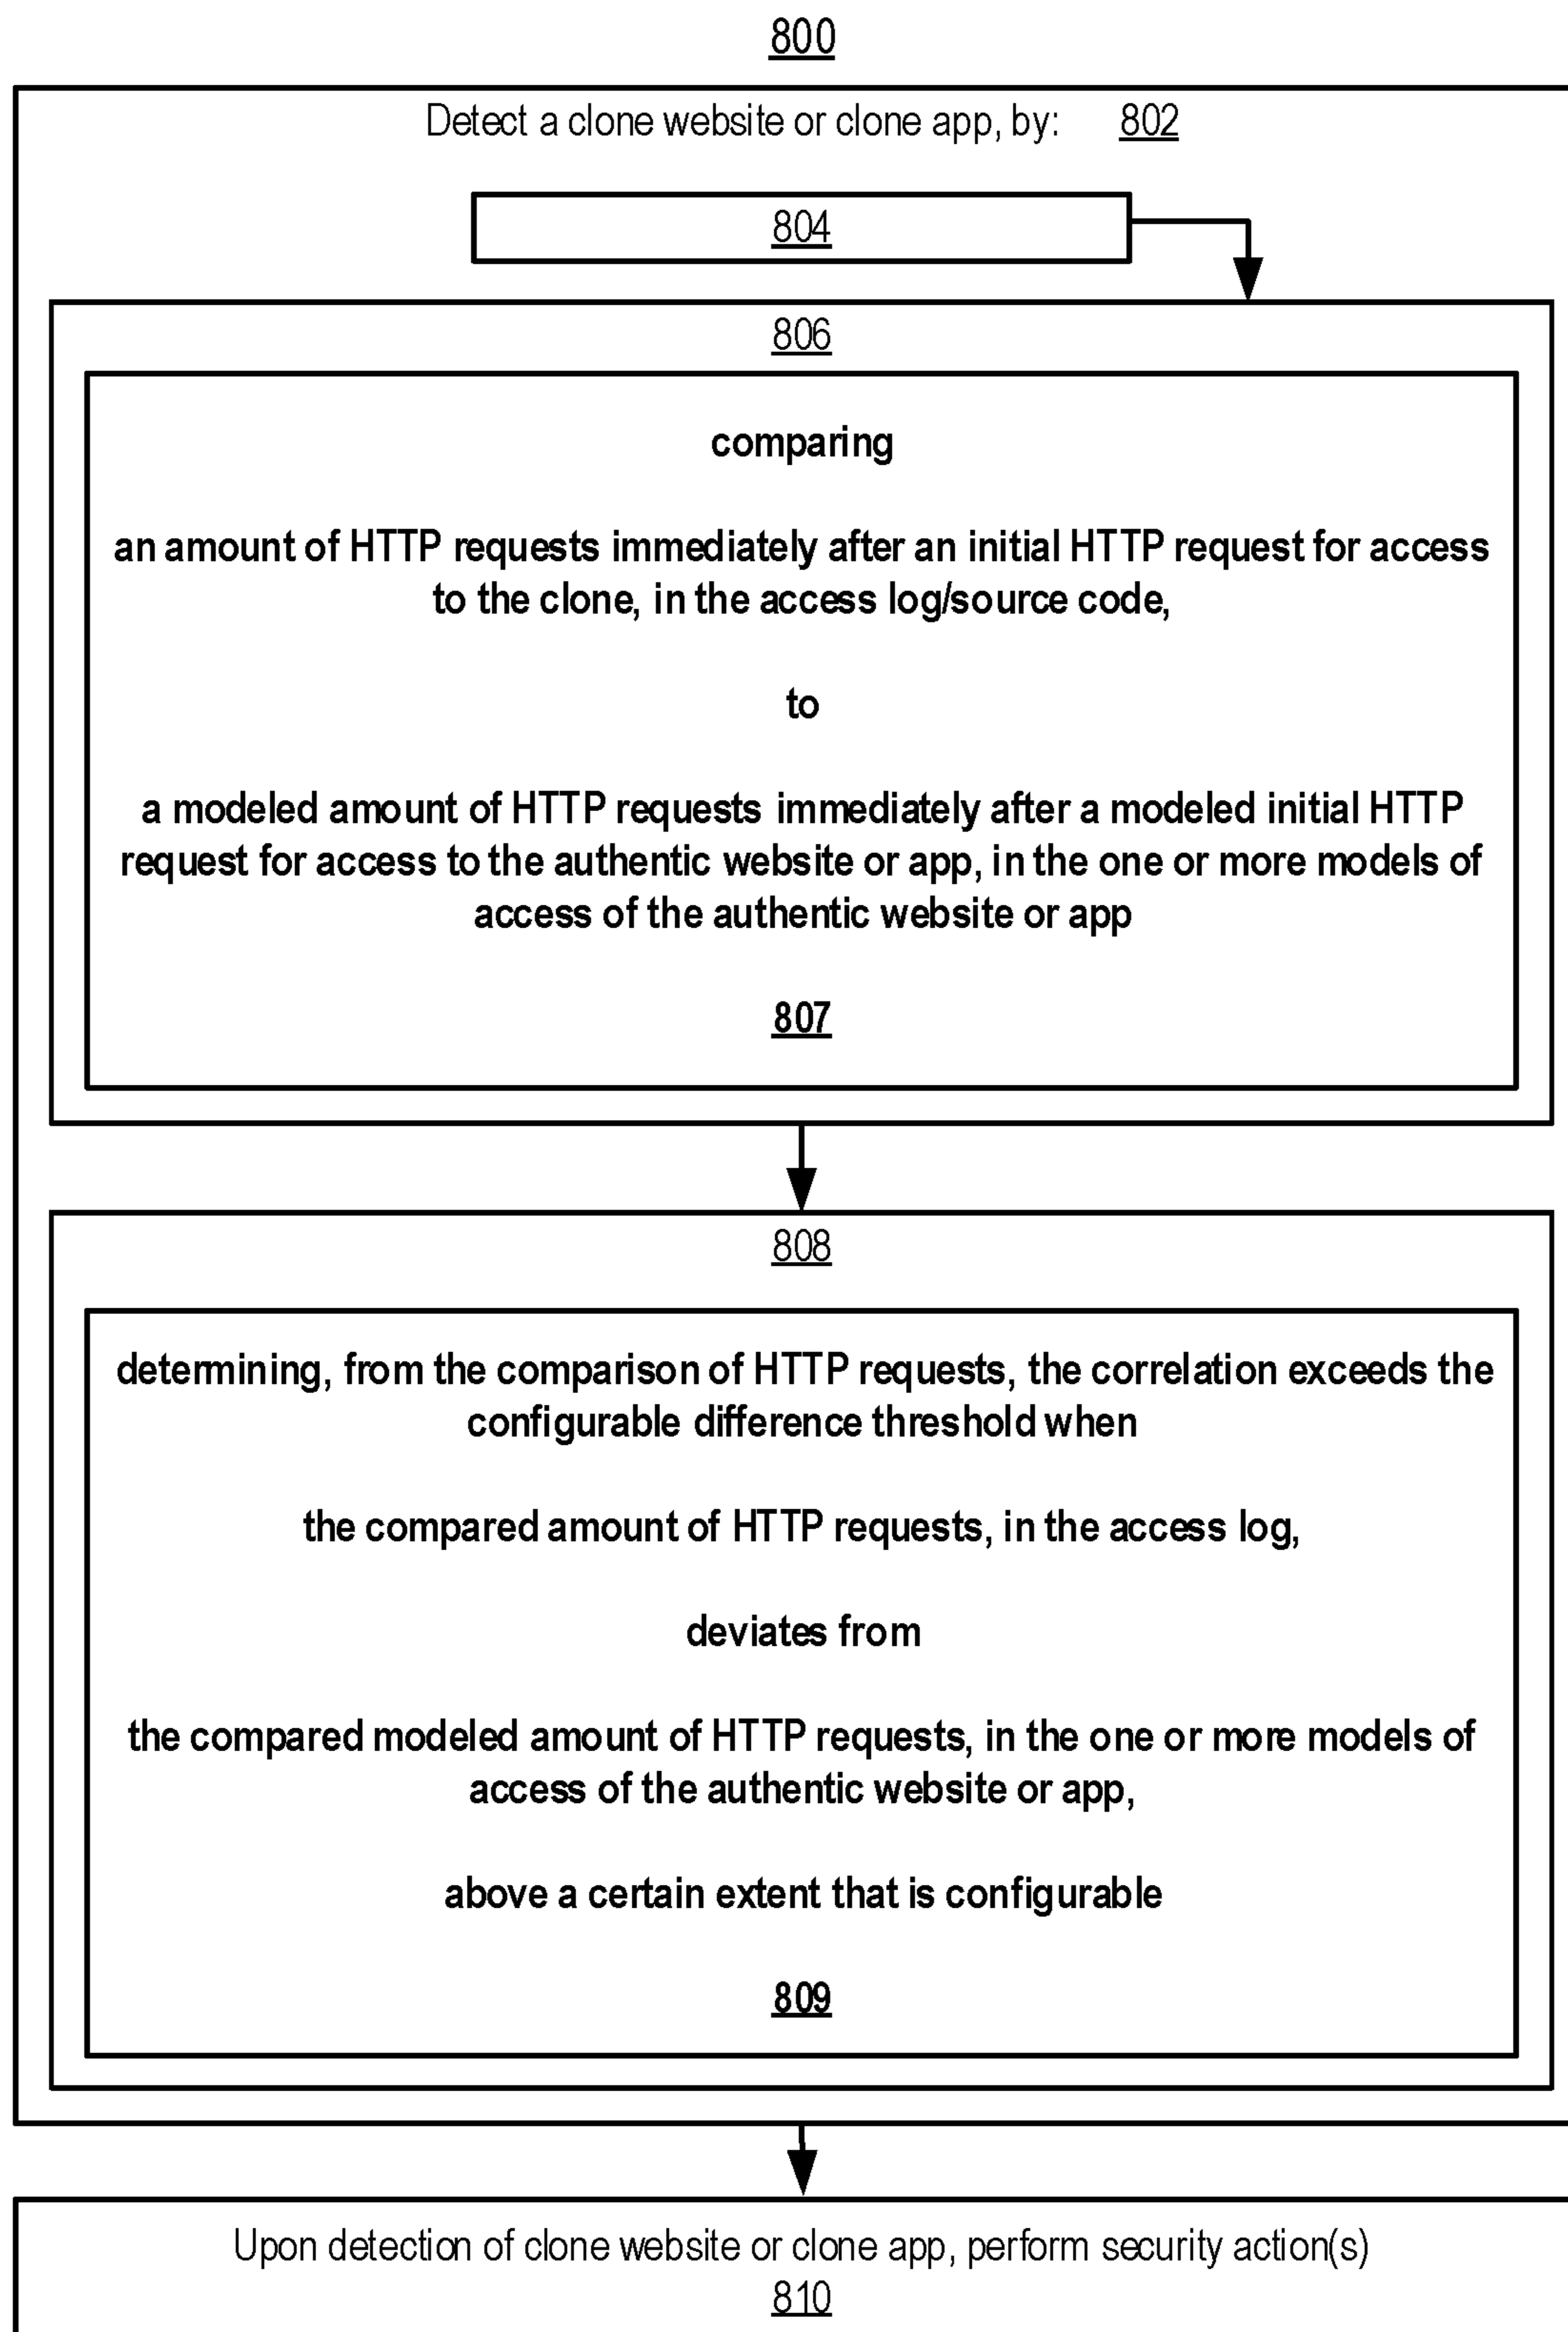 800
Detect a clone website or clone app, by: 802
804
806
comparing
an amount of HTTP requests immediately after an initial HTTP request for access
to the clone, in the access log/source code,
to
a modeled amount of HTTP requests immediately after a modeled initial HTTP
request for access to the authentic website or app, in the one or more models of
access of the authentic website or app
807
808
determining, from the comparison of HTTP requests, the correlation exceeds the
configurable difference threshold when
the compared amount of HTTP requests, in the access log,
deviates from
the compared modeled amount of HTTP requests, in the one or more models of
access of the authentic website or app,
above a certain extent that is configurable
809
Upon detection of clone website or clone app, perform security action(s)
810